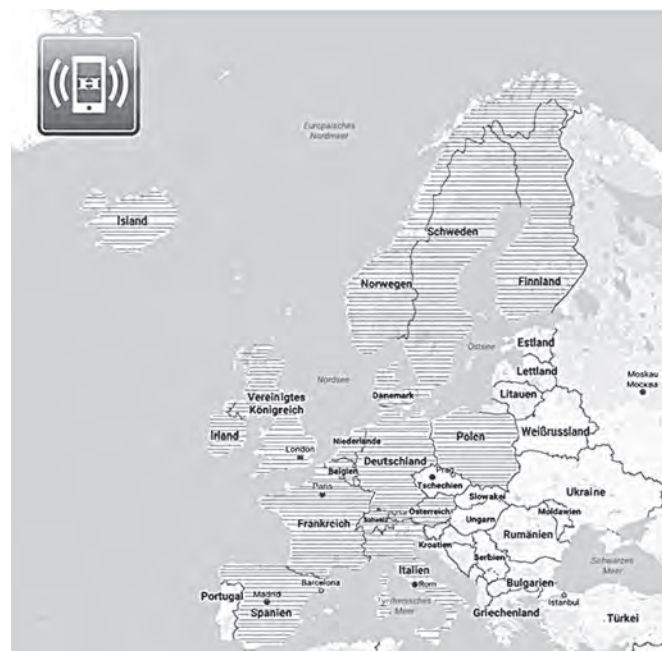 Europäisches
Nordmeer
Island
Schweden
Norwegen
Finnland
Estland
Ostsee
Lettland
Moskau
Москва
Nordsee
Litauen
Dänemark
Vereinigtes
Königreich
Weißrussland
Irland
Niederlande
Polen
London
Deutschland
Belgien
Prag
Tschechien
Paris
Ukraine
Slowakei
Österreich
Moldawien
Schweiz
Ungarn
Frankreich
Rumänien
Kroatien
Serbien
Schwarzes
Meer
Italien
Bulgarien
Barcelona
Rom
Portugal
Madrid
Istanbul
Meer
Spanien
Griechenland
Türkei